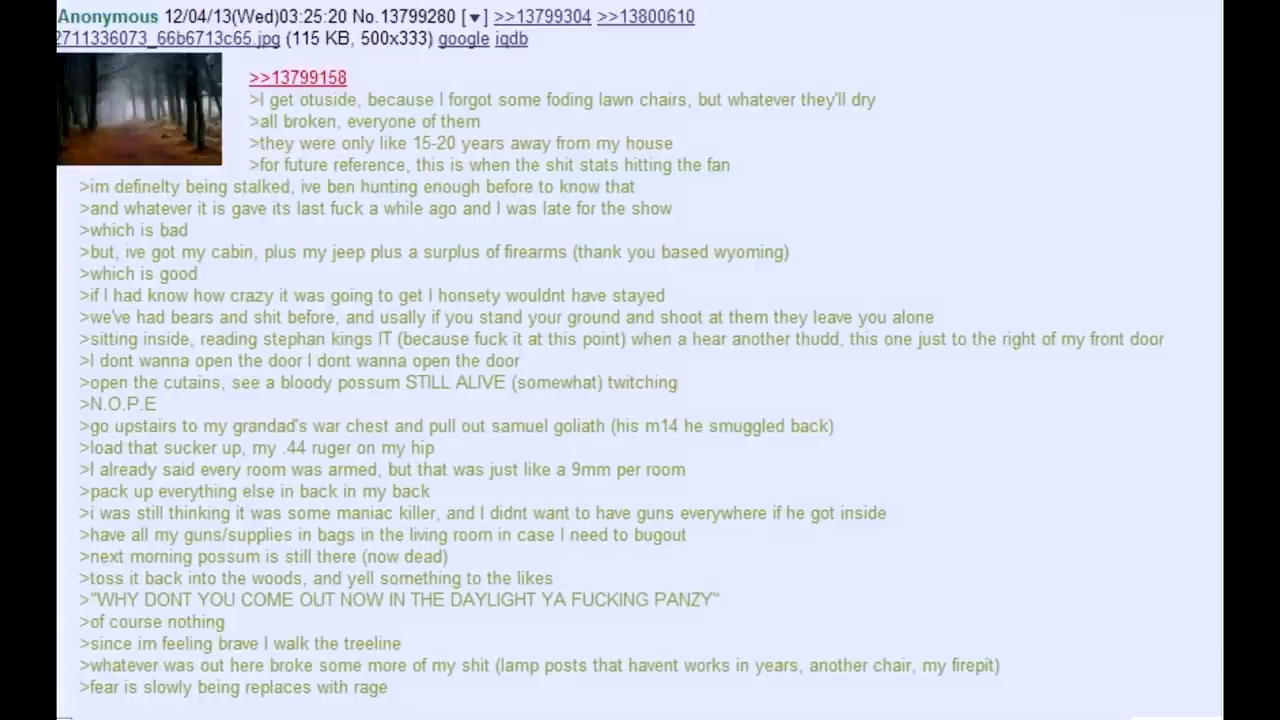 Anonymous 12/04/13(Wed)03:25:20 No.13799280 [▼] >>13799304 >>13800610
2711336073_66b6713c65.jpg (115 KB, 500x333) google iqdb
>>13799158
>I get otuside, because I forgot some foding lawn chairs, but whatever they'll dry
>all broken, everyone of them
>they were only like 15-20 years away from my house
>for future reference, this is when the shit stats hitting the fan
>im definelty being stalked, ive ben hunting enough before to know that
>and whatever it is gave its last fuck a while ago and I was late for the show
>which is bad
>but, ive got my cabin, plus my jeep plus a surplus of firearms (thank you based wyoming)
>which is good
>if I had know how crazy it was going to get I honsety wouldnt have stayed
>we've had bears and shit before, and usally if you stand your ground and shoot at them they leave you alone
>sitting inside, reading stephan kings IT (because fuck it at this point) when a hear another thudd, this one just to the right of my front door
>I dont wanna open the door I dont wanna open the door
>open the cutains, see a bloody possum STILL ALIVE (somewhat) twitching
>N.O.P.E
>go upstairs to my grandad's war chest and pull out samuel goliath (his m14 he smuggled back)
>load that sucker up, my .44 ruger on my hip
>I already said every room was armed, but that was just like a 9mm per room
>pack up everything else in back in my back
>i was still thinking it was some maniac killer, and I didnt want to have guns everywhere if he got inside
>have all my guns/supplies in bags in the living room in case I need to bugout
>next morning possum is still there (now dead)
>toss it back into the woods, and yell something to the likes
>"WHY DONT YOU COME OUT NOW IN THE DAYLIGHT YA FUCKING PANZY"
>of course nothing
>since im feeling brave I walk the treeline
>whatever was out here broke some more of my shit (lamp posts that havent works in years, another chair, my firepit)
>fear is slowly being replaces with rage